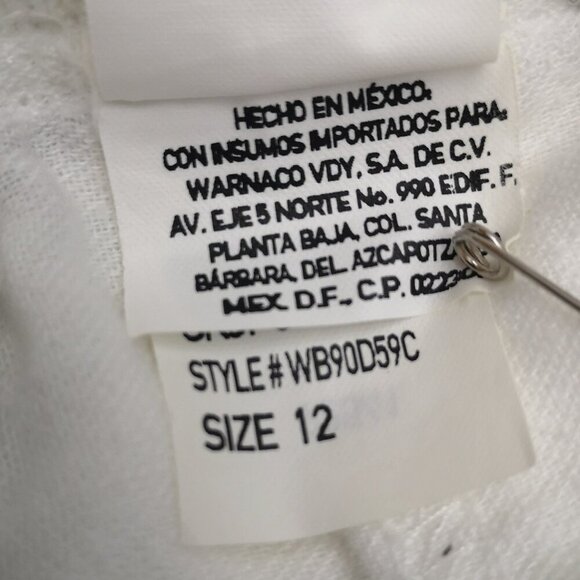 HECHO EN MÉXICO.
CON INSUMOS IMPORTADOS PARA:
WARNACO VDY, S.A. DE C.V.
AV. EJE 5 NORTE No. 990 EDIF. F,
PLANTA BAJA, COL. SANTA
BÁRBARA, DEL.
MEX. D.F., C.P.
STYLE # WB90D59C
SIZE 12